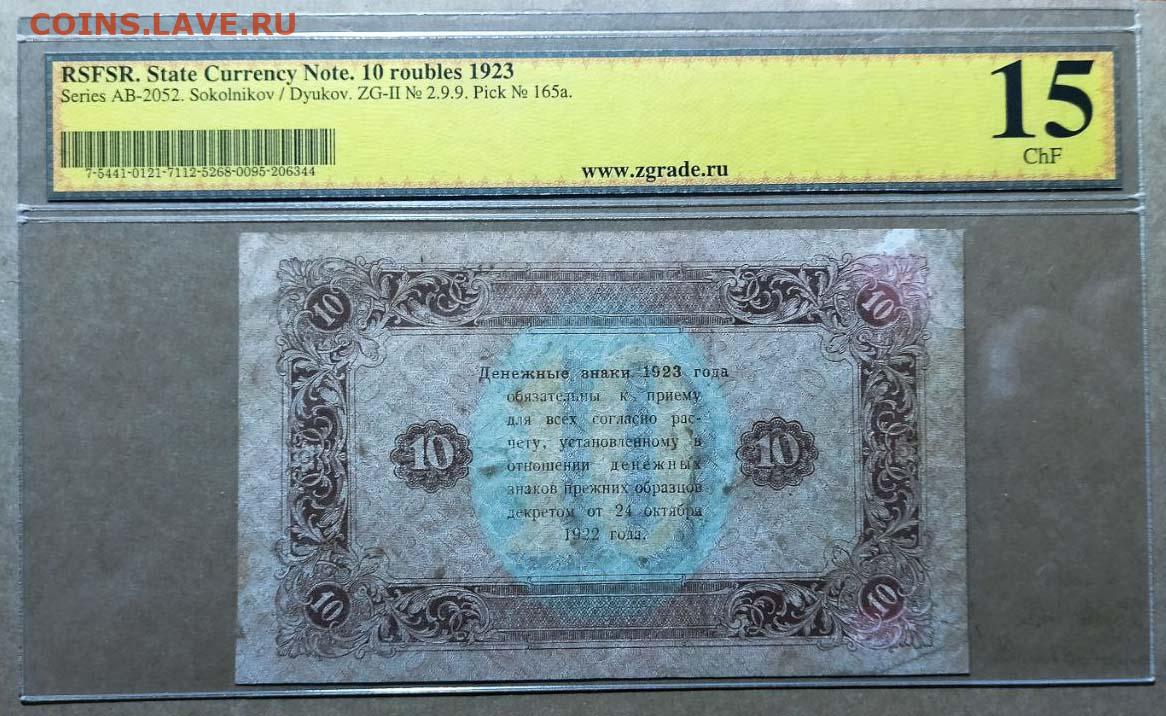 COINS.LAVE.RU
RSFSR. State Currency Note. 10 roubles 1923
Series AB-2052. Sokolnikov / Dyukov. ZG-II № 2.9.9. Pick № 165a.
15
ChF
7-5441-0121-7112-5268-0095-206344
www.zgrade.ru
10
10
Денежные знаки 1923 года
обязательны к приему
для всех согласно рас-
чету, установленному в
отношении денежных
знаков прежних образцов
декретом от 24 октября
1922 года.
10
10
10
10
10